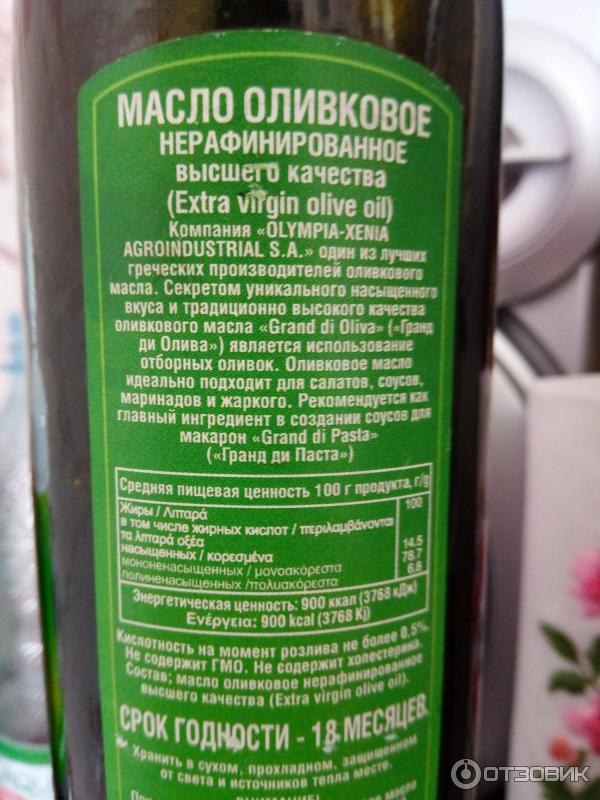 МАСЛО ОЛИВКОВОЕ
НЕРАФИНИРОВАННОЕ
высшего качества
(Extra virgin olive oil)
Компания «OLYMPIA-XENIA
AGROINDUSTRIAL S.A.» один из лучших
греческих производителей оливкового
масла. Секретом уникального насыщенного
вкуса и традиционно высокого качества
оливкового масла «Grand di Oliva» («Гранд
ди Олива») является использование
отборных оливок. Оливковое масло
идеально подходит для салатов, соусов,
маринадов и жаркого. Рекомендуется как
главный ингредиент в создании соусов для
макарон «Grand di Pasta»
(«Гранд ди Паста»)
Средняя пищевая ценность 100 г продукта, г/g
Жиры / Λιπαρά 100
в том числе жирных кислот / περιλαμβάνονται
τα λιπαρά οξέα
насыщенных / κορεσμένα 14.5
мононенасыщенных / μονοακόρεστα 78.7
полиненасыщенных /πολυακόρεστα 6.8
Энергетическая ценность: 900 ккал (3768 кДж)
Ενέργεια: 900 kcal (3768 Kj)
Кислотность на момент розлива не более 0,5%.
Не содержит ГМО. Не содержит холестерина.
Состав; масло оливковое нерафинированное
высшего качества (Extra virgin olive oil).
СРОК ГОДНОСТИ - 18 МЕСЯЦЕВ.
Хранить в сухом, прохладном, защищенном
от света и источников тепла месте.
ОТЗОВИК